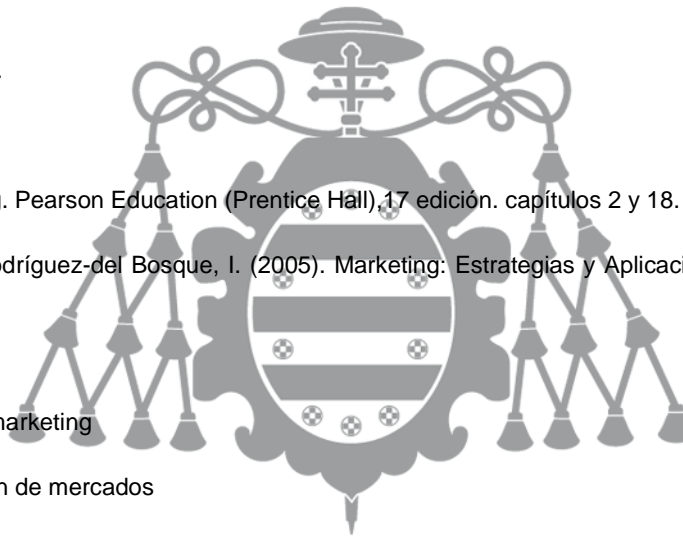 .
g. Pearson Education (Prentice Hall),17 edición. capítulos 2 y 18.
odríguez-del Bosque, I. (2005). Marketing: Estrategias y Aplicaci
marketing
n de mercados